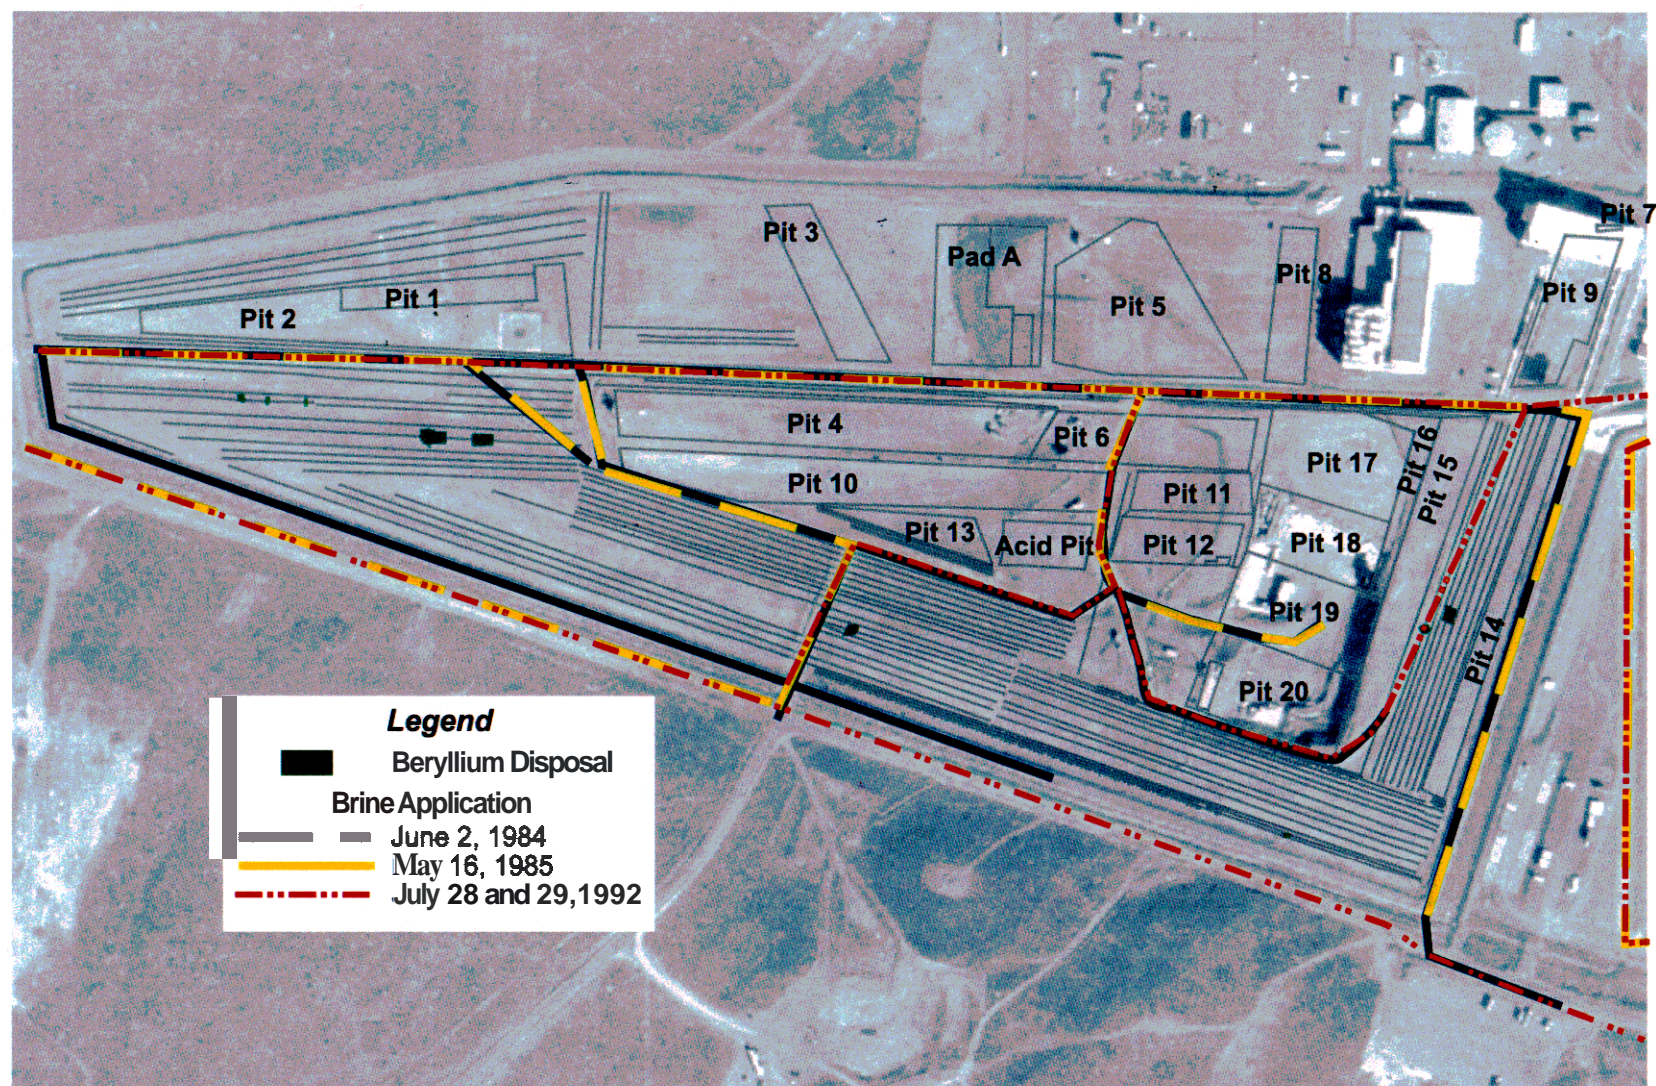 Pit 7
Pit 3
Pad A
Pit 8
Pit 9
Pit 1
Pit 5
Pit 2
Pit 4
Pit 6
Pit 16
Pit 17
Pit 15
Pit 10
Pit 11
Pit 13
Acid Pit
Pit 12
Pit 18
Pit 19
Pit 14
Pit 20
Legend
Beryllium Disposal
Brine Application
June 2, 1984
May 16, 1985
July 28 and 29,1992